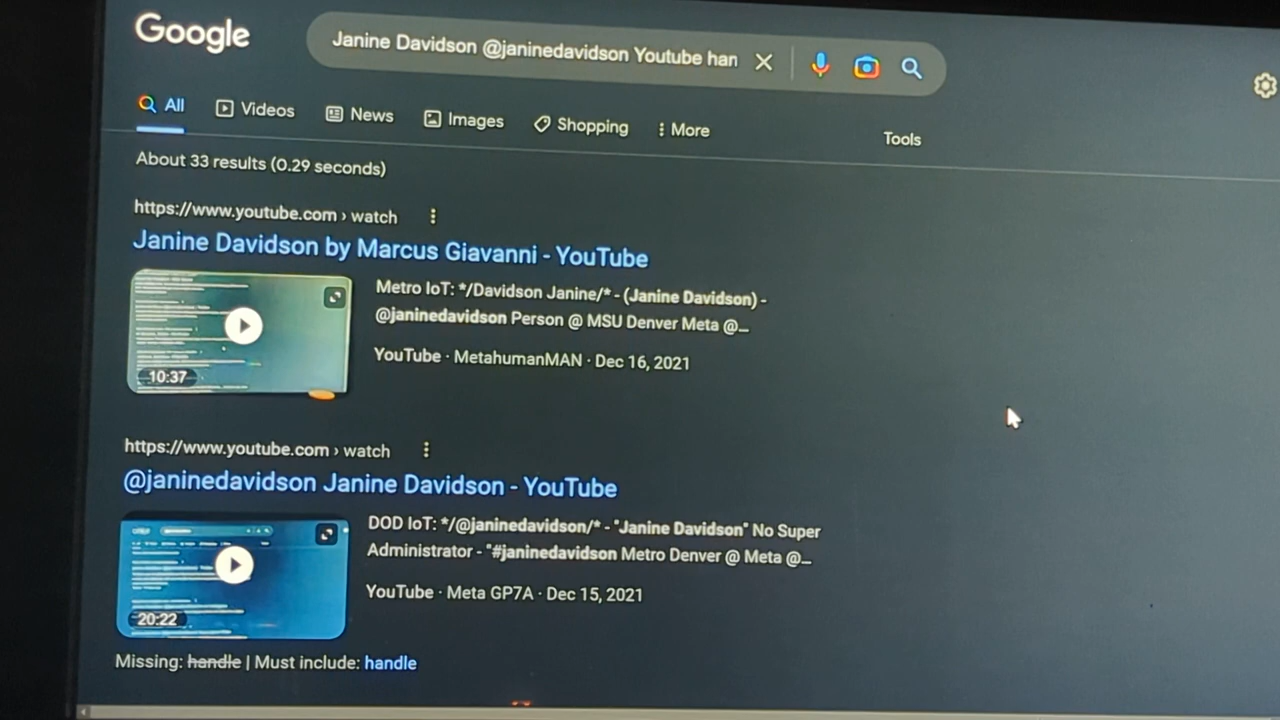 Google
Janine Davidson @janinedavidson Youtube han
All Videos News Images Shopping More
Tools
About 33 results (0.29 seconds)
https://www.youtube.com › watch
Janine Davidson by Marcus Giavanni - YouTube
Metro IoT: */Davidson Janine/* - (Janine Davidson) -
@janinedavidson Person @ MSU Denver Meta @...
YouTube · MetahumanMAN · Dec 16, 2021
10:37
https://www.youtube.com › watch
@janinedavidson Janine Davidson - YouTube
DOD IoT: */@janinedavidson/* - "Janine Davidson" No Super
Administrator - "#janinedavidson Metro Denver @ Meta @...
YouTube · Meta GP7A · Dec 15, 2021
20:22
Missing: handle | Must include: handle